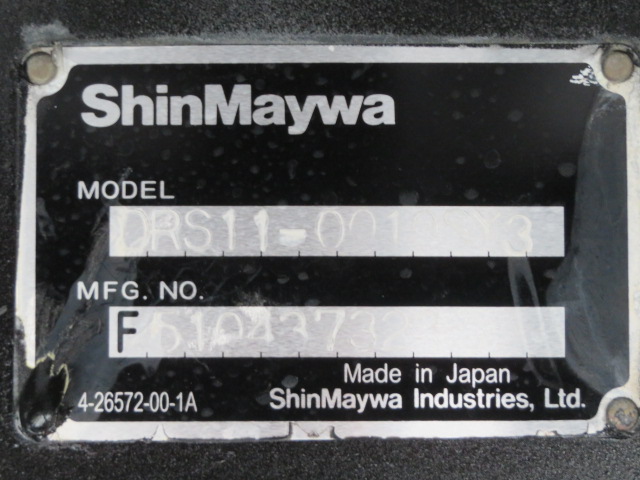 ShinMaywa
MODEL
MFG. NO.
F
Made in Japan
4-26572-00-1A
ShinMaywa Industries, Ltd.